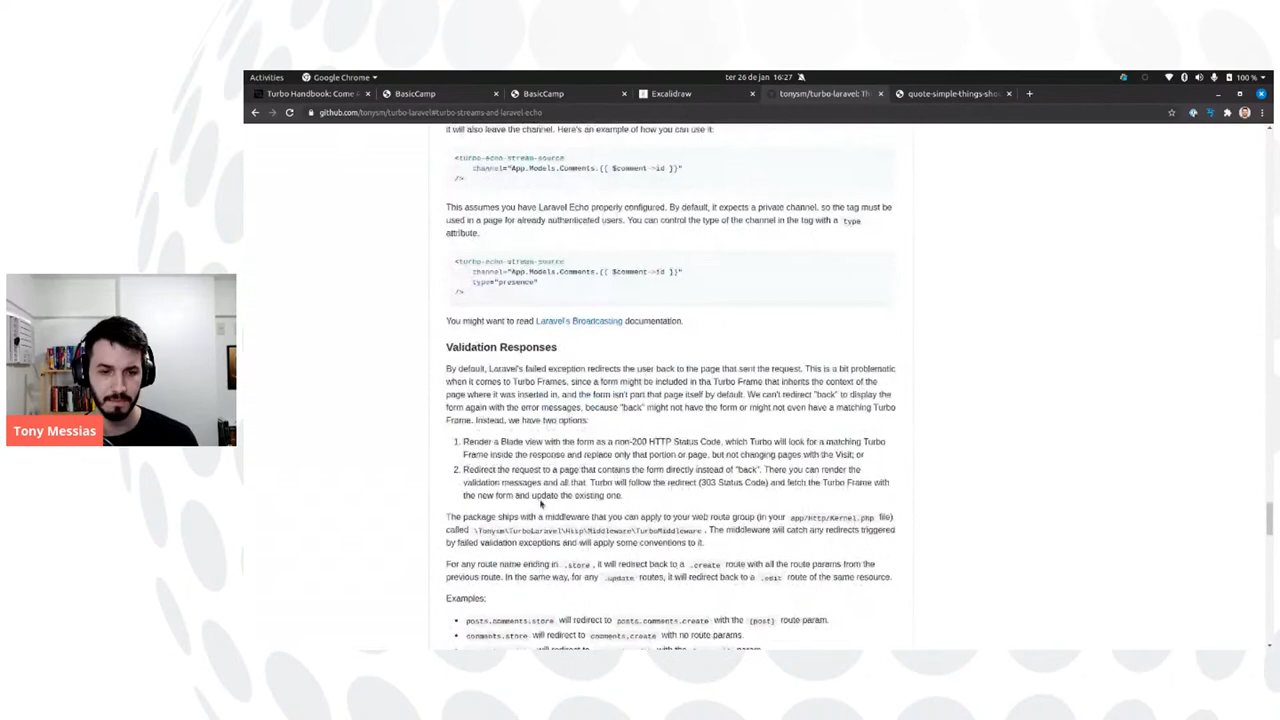 Activities
Google Chrome
ter 26 de jan 16:27
100 %
Turbo Handbook: Come
BasicCamp
BasicCamp
Excalidraw
tonysm/turbo-laravel: Th
quote-simple-things-sho
github.com/tonysm/turbo-laravel#turbo-streams-and-laravel-echo
it will also leave the channel. Here's an example of how you can use it:
<turbo-echo-stream-source
channel="App.Models.Comments.{{ $comment->id }}"
/>
This assumes you have Laravel Echo properly configured. By default, it expects a private channel, so the tag must be
used in a page for already authenticated users. You can control the type of the channel in the tag with a type
attribute.
<turbo-echo-stream-source
channel="App.Models.Comments.{{ $comment->id }}"
type="presence"
/>
You might want to read Laravel's Broadcasting documentation.
Validation Responses
By default, Laravel's failed exception redirects the user back to the page that sent the request. This is a bit problematic
when it comes to Turbo Frames, since a form might be included in tha Turbo Frame that inherits the context of the
page where it was inserted in, and the form isn't part that page itself by default. We can't redirect "back" to display the
form again with the error messages, because "back" might not have the form or might not even have a matching Turbo
Frame. Instead, we have two options:
1. Render a Blade view with the form as a non-200 HTTP Status Code, which Turbo will look for a matching Turbo
Frame inside the response and replace only that portion or page, but not changing pages with the Visit; or
2. Redirect the request to a page that contains the form directly instead of "back". There you can render the
validation messages and all that. Turbo will follow the redirect (303 Status Code) and fetch the Turbo Frame with
the new form and update the existing one.
The package ships with a middleware that you can apply to your web route group (in your app/Http/Kernel.php file)
called \Tonysm\TurboLaravel\Http\Middleware\TurboMiddleware. The middleware will catch any redirects triggered
by failed validation exceptions and will apply some conventions to it.
For any route name ending in .store, it will redirect back to a .create route with all the route params from the
previous route. In the same way, for any .update routes, it will redirect back to a .edit route of the same resource.
Examples:
• posts.comments.store will redirect to posts.comments.create with the {post} route param.
• comments.store will redirect to comments.create with no route params.
Tony Messias